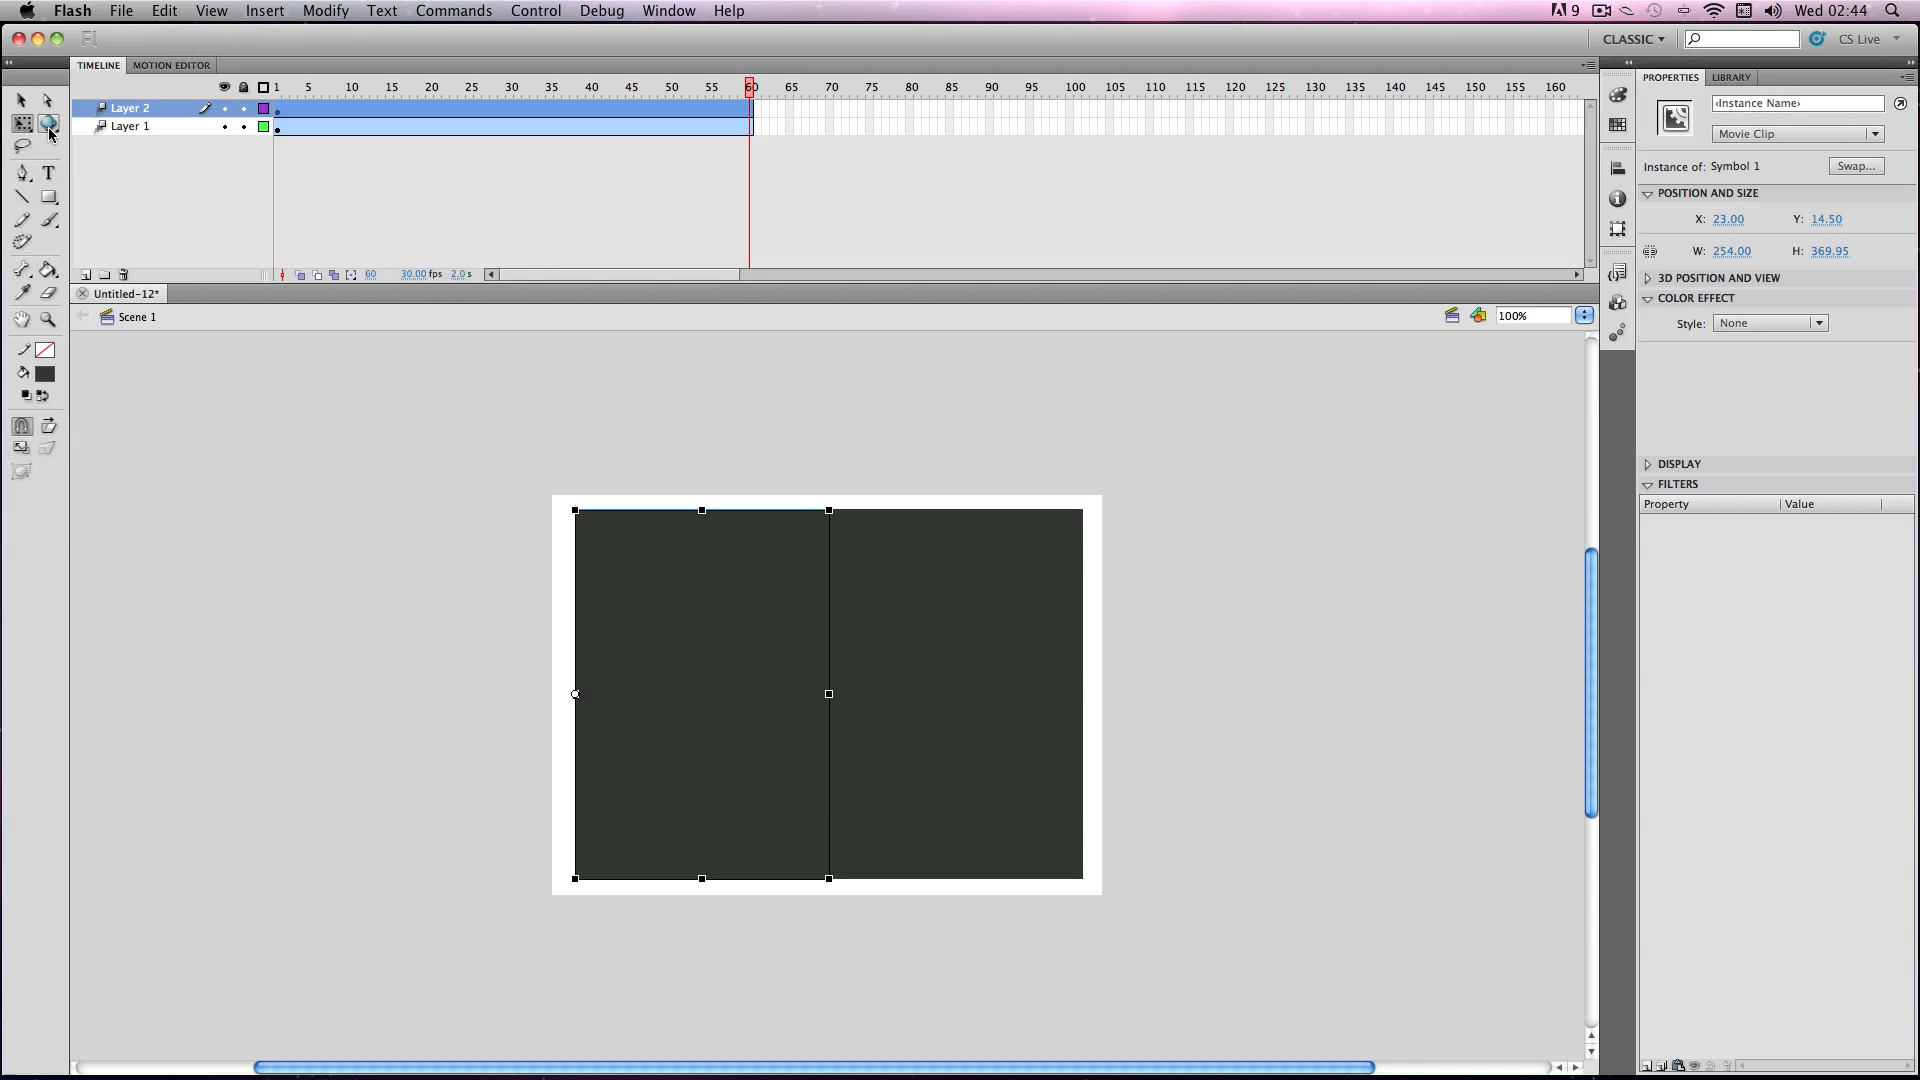 Flash File Edit View Insert Modify Text Commands Control Debug Window Help 9 Wed 02:44
Fl CLASSIC CS Live
TIMELINE MOTION EDITOR
1 5 10 15 20 25 30 35 40 45 50 55 60 65 70 75 80 85 90 95 100 105 110 115 120 125 130 135 140 145 150 155 160
Layer 2
Layer 1
60 30.00 fps 2.0 s
Untitled-12*
Scene 1 100%
T
PROPERTIES LIBRARY
<Instance Name>
Movie Clip
Instance of: Symbol 1 Swap...
POSITION AND SIZE
X: 23.00 Y: 14.50
W: 254.00 H: 369.95
3D POSITION AND VIEW
COLOR EFFECT
Style: None
DISPLAY
FILTERS
Property Value